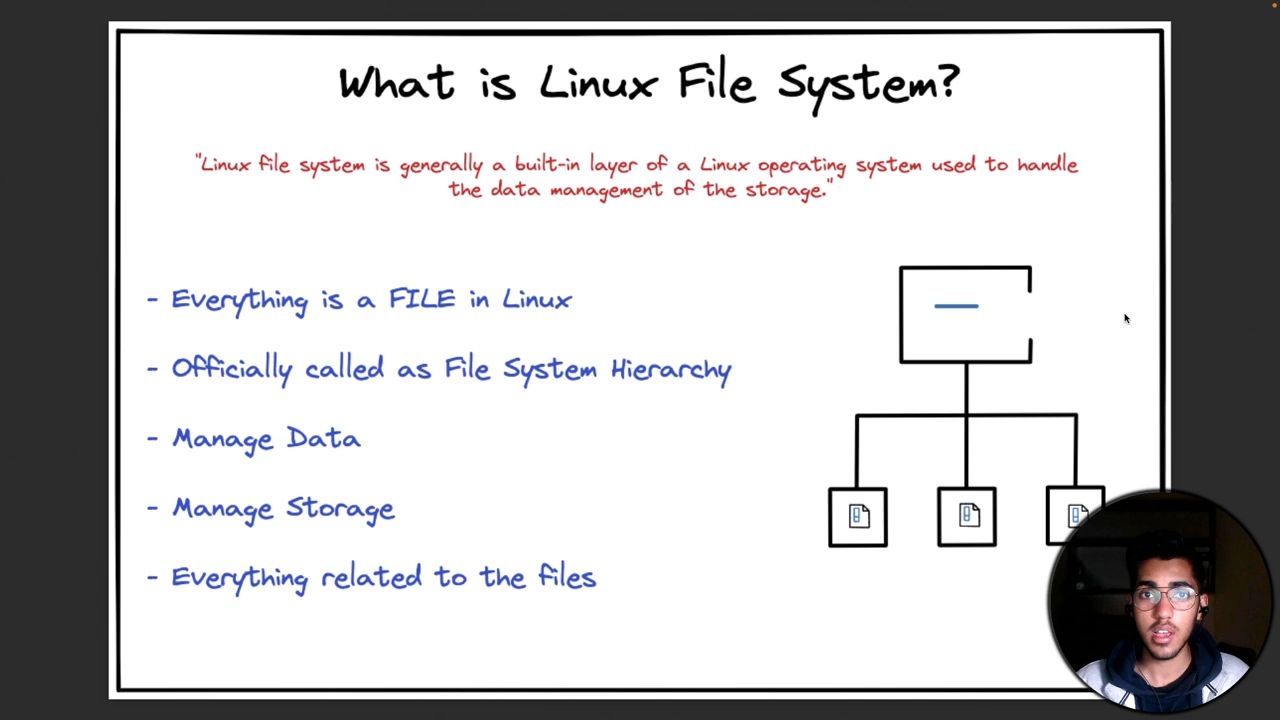 What is Linux File System?
"Linux file system is generally a built-in layer of a Linux operating system used to handle
the data management of the storage."
- Everything is a FILE in Linux
- Officially called as File System Hierarchy
- Manage Data
- Manage Storage
- Everything related to the files